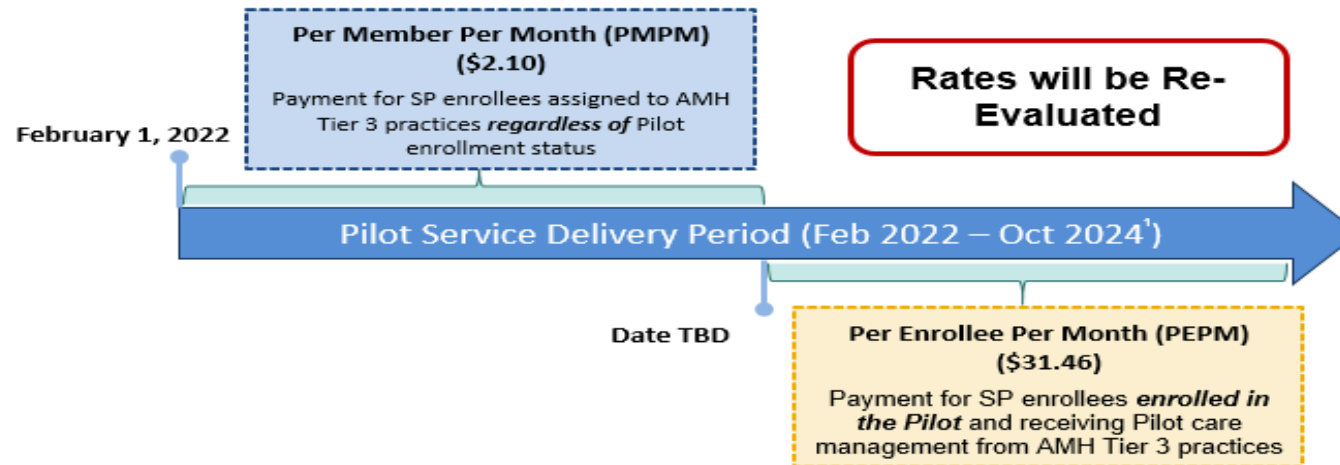 Per Member Per Month (PMPM)
($2.10)
Payment for SP enrollees assigned to AMH
Tier 3 practices regardless of Pilot
enrollment status
Rates will be Re-
Evaluated
February 1, 2022
Pilot Service Delivery Period (Feb 2022 – Oct 2024¹)
Date TBD
Per Enrollee Per Month (PEPM)
($31.46)
Payment for SP enrollees enrolled in
the Pilot and receiving Pilot care
management from AMH Tier 3 practices